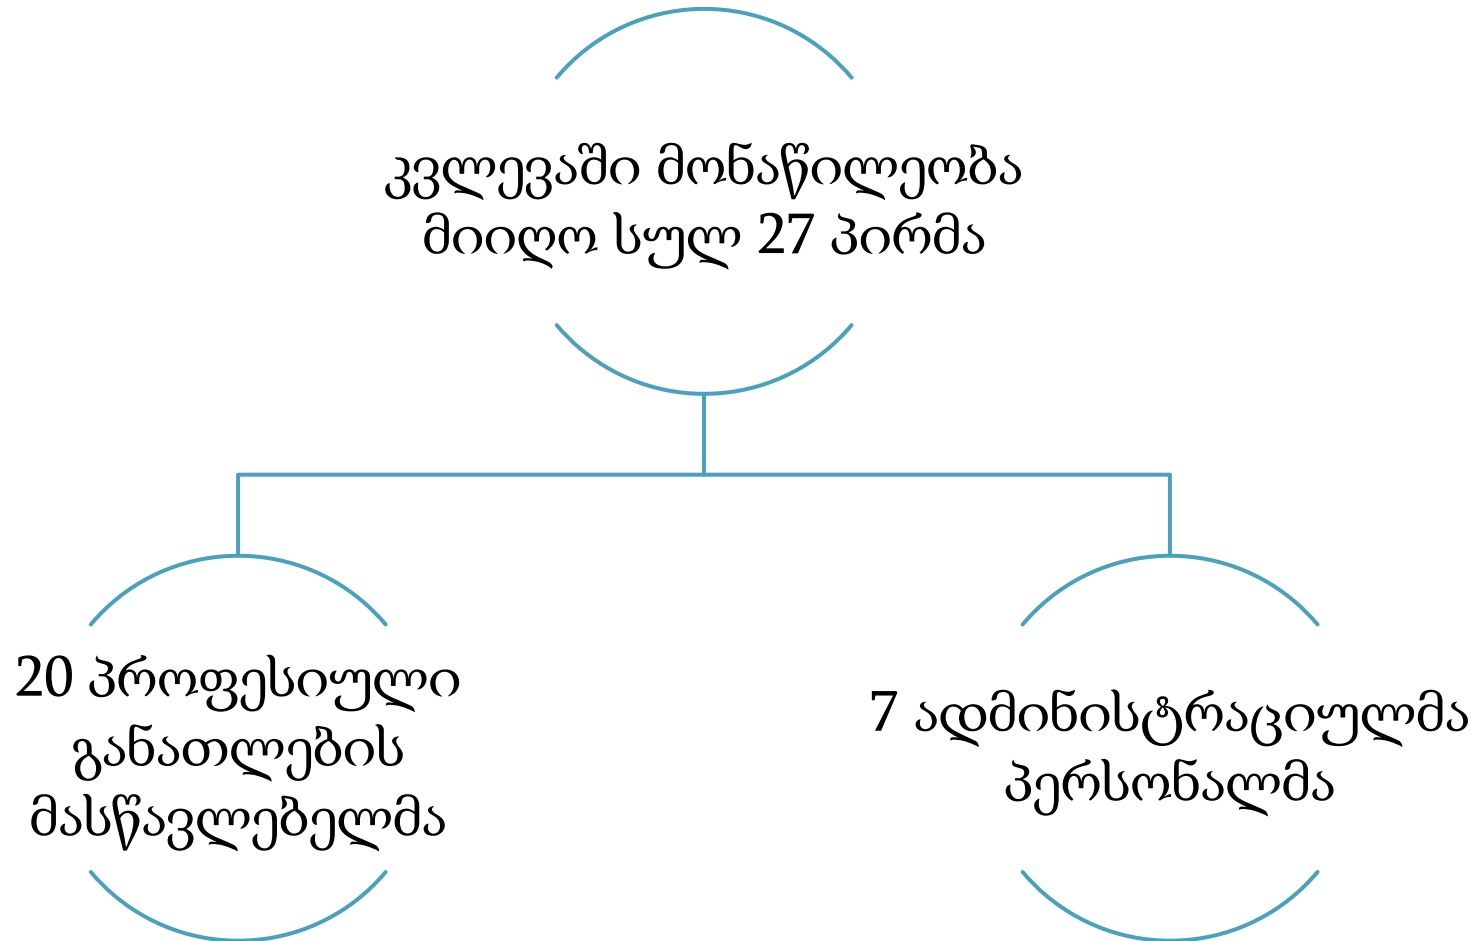 კვლევაში მონაწილეობა
მიიღო სულ 27 პირმა
20 პროფესიული
განათლების
მასწავლებელმა
7 ადმინისტრაციულმა
პერსონალმა